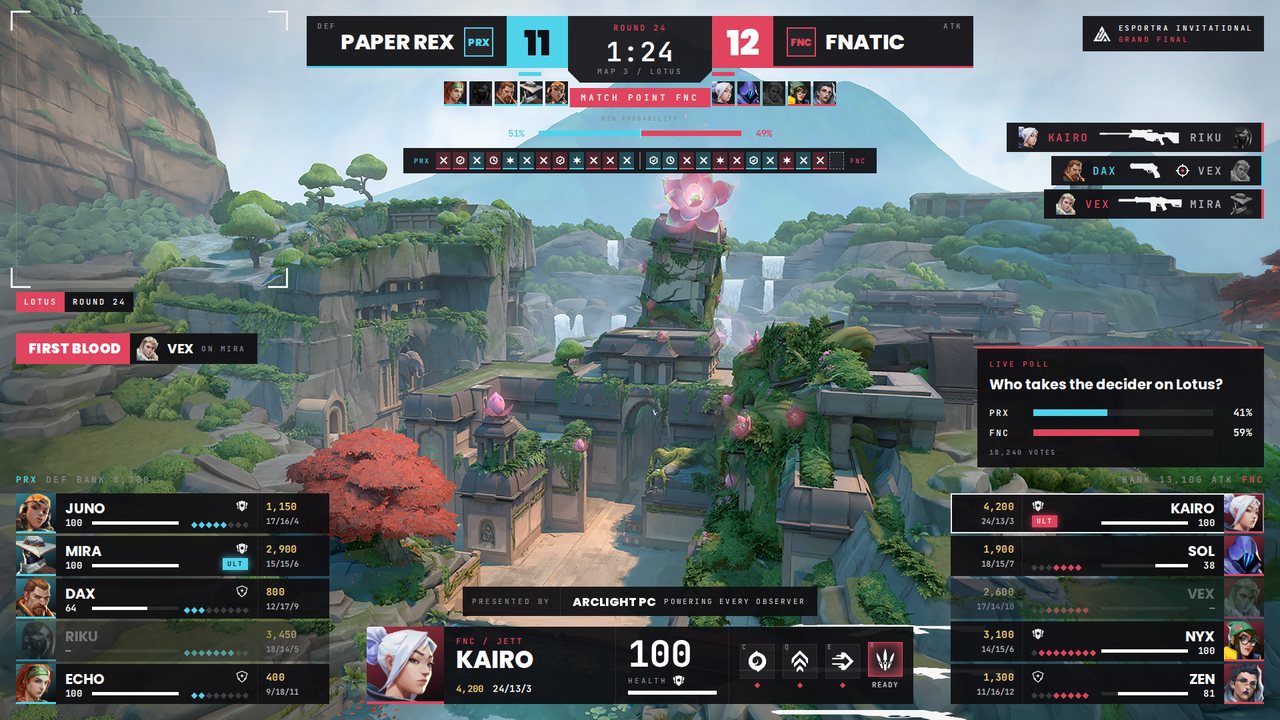 DEF
PAPER REX
PRX
11
ROUND 24
1:24
MAP 3 / LOTUS
12
FNC
FNATIC
ATK
ESPORTRA INVITATIONAL
GRAND FINAL
MATCH POINT FNC
WIN PROBABILITY
51%
49%
PRX
FNC
KAIRO
RIKU
DAX
VEX
VEX
MIRA
LOTUS
ROUND 24
FIRST BLOOD
VEX
ON MIRA
LIVE POLL
Who takes the decider on Lotus?
PRX
41%
FNC
59%
18,240 VOTES
PRX DEF BANK 8,700
JUNO
100
1,150
17/16/4
MIRA
100
ULT
2,900
15/15/6
DAX
64
800
12/17/9
RIKU
–
3,450
18/14/5
ECHO
100
400
9/18/11
BANK 13,100 ATK FNC
4,200
24/13/3
ULT
KAIRO
100
1,900
18/15/7
SOL
38
2,600
17/14/10
VEX
–
3,100
14/15/6
NYX
100
1,300
11/16/12
ZEN
81
PRESENTED BY
ARCLIGHT PC
POWERING EVERY OBSERVER
FNC / JETT
KAIRO
4,200
24/13/3
100
HEALTH
C
Q
E
X
READY